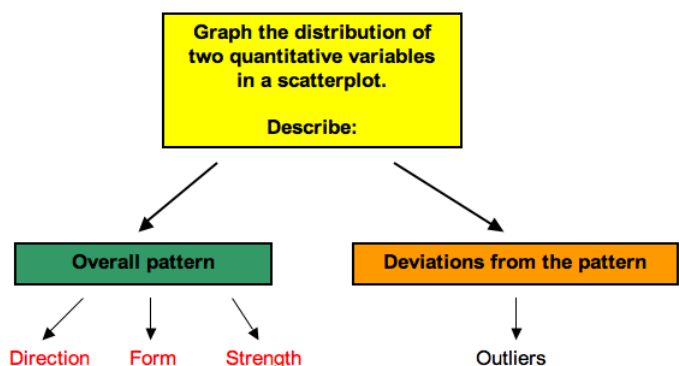 Graph the distribution of
two quantitative variables
in a scatterplot.
Describe:
Overall pattern
Deviations from the pattern
Direction Form Strength
Outliers